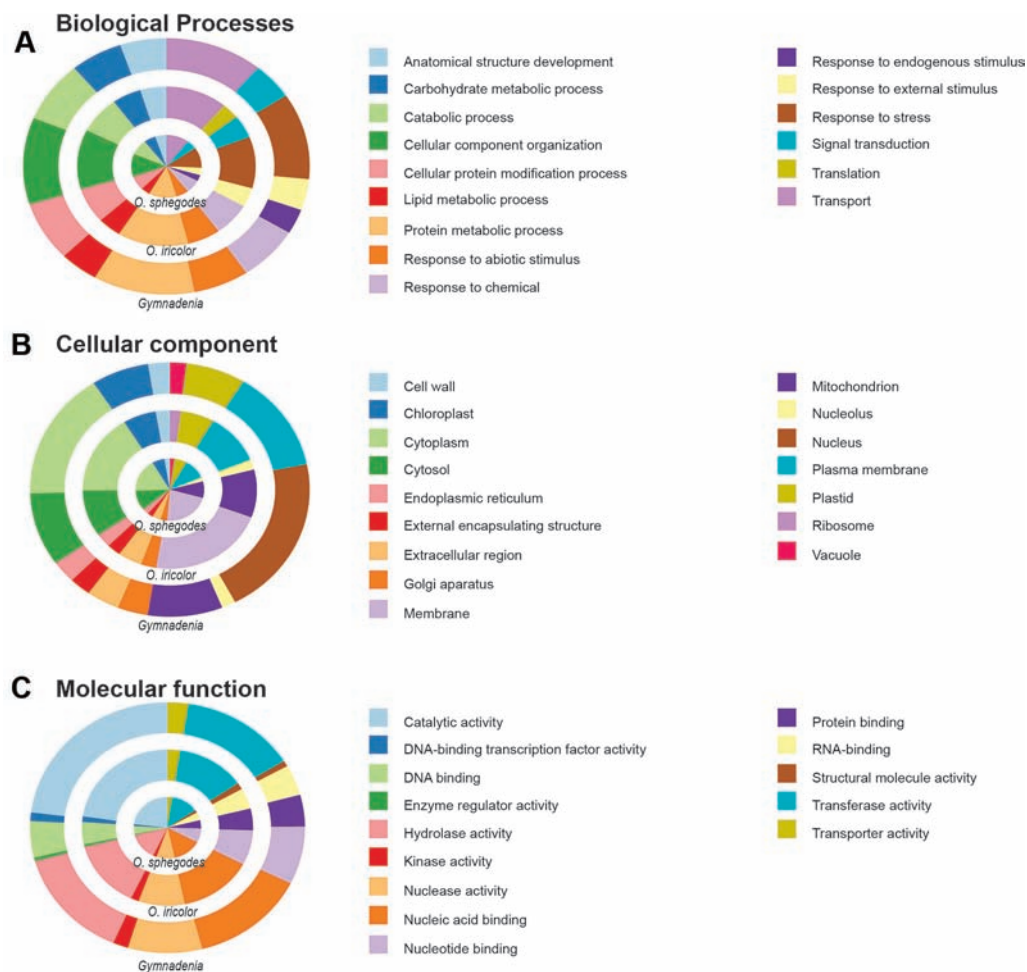 A
Biological Processes
O. sphegodes
O. iricolor
Gymnadenia
Anatomical structure development
Carbohydrate metabolic process
Catabolic process
Cellular component organization
Cellular protein modification process
Lipid metabolic process
Protein metabolic process
Response to abiotic stimulus
Response to chemical
Response to endogenous stimulus
Response to external stimulus
Response to stress
Signal transduction
Translation
Transport
B
Cellular component
O. sphegodes
O. iricolor
Gymnadenia
Cell wall
Chloroplast
Cytoplasm
Cytosol
Endoplasmic reticulum
External encapsulating structure
Extracellular region
Golgi aparatus
Membrane
Mitochondrion
Nucleolus
Nucleus
Plasma membrane
Plastid
Ribosome
Vacuole
C
Molecular function
O. sphegodes
O. iricolor
Gymnadenia
Catalytic activity
DNA-binding transcription factor activity
DNA binding
Enzyme regulator activity
Hydrolase activity
Kinase activity
Nuclease activity
Nucleic acid binding
Nucleotide binding
Protein binding
RNA-binding
Structural molecule activity
Transferase activity
Transporter activity